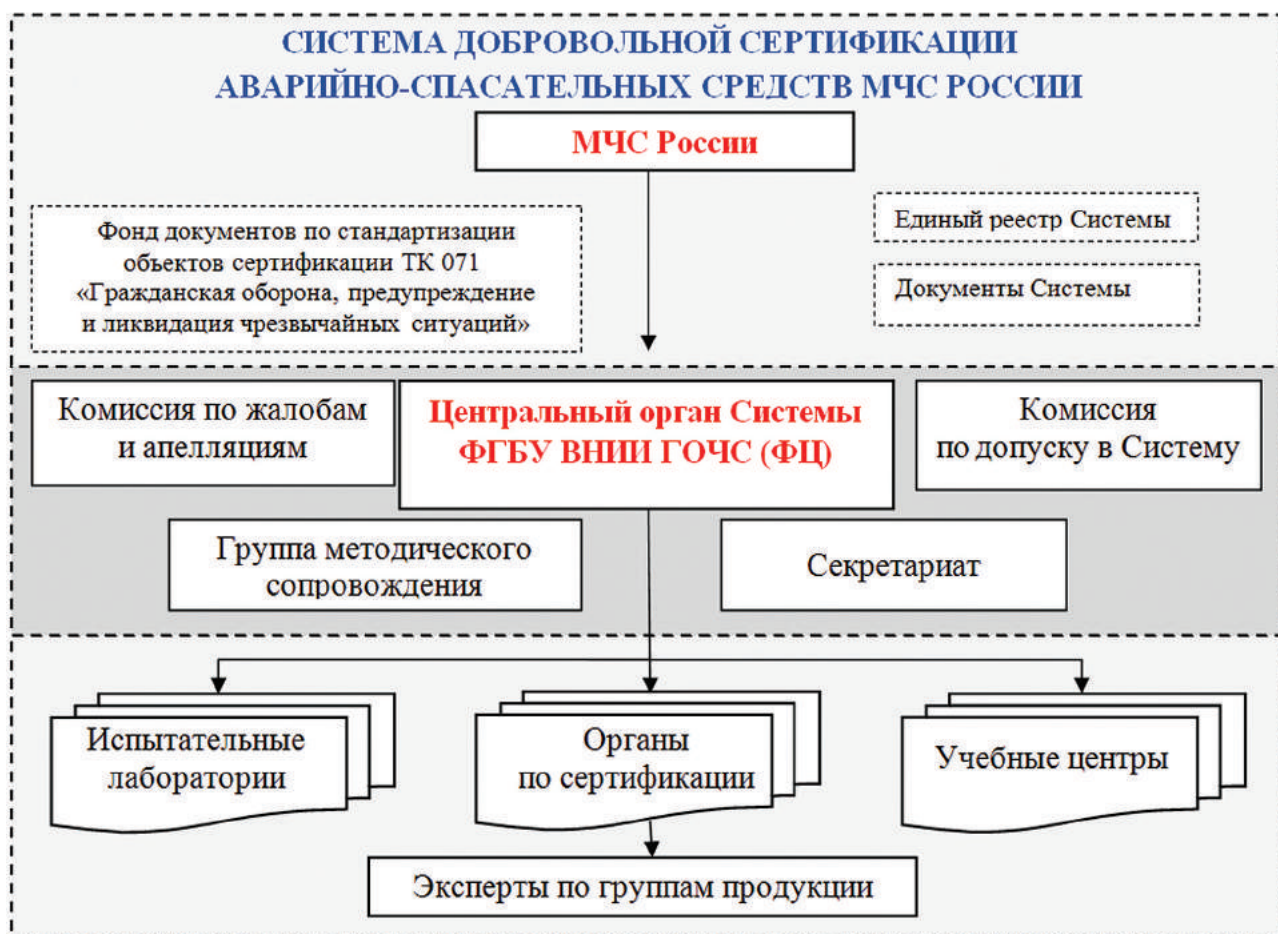 СИСТЕМА ДОБРОВОЛЬНОЙ СЕРТИФИКАЦИИ
АВАРИЙНО-СПАСАТЕЛЬНЫХ СРЕДСТВ МЧС РОССИИ
МЧС России
Фонд документов по стандартизации
объектов сертификации ТК 071
«Гражданская оборона, предупреждение
и ликвидация чрезвычайных ситуаций»
Единый реестр Системы
Документы Системы
Комиссия по жалобам
и апелляциям
Центральный орган Системы
ФГБУ ВНИИ ГОЧС (ФЦ)
Комиссия
по допуску в Систему
Группа методического
сопровождения
Секретариат
Испытательные
лаборатории
Органы
по сертификации
Учебные центры
Эксперты по группам продукции